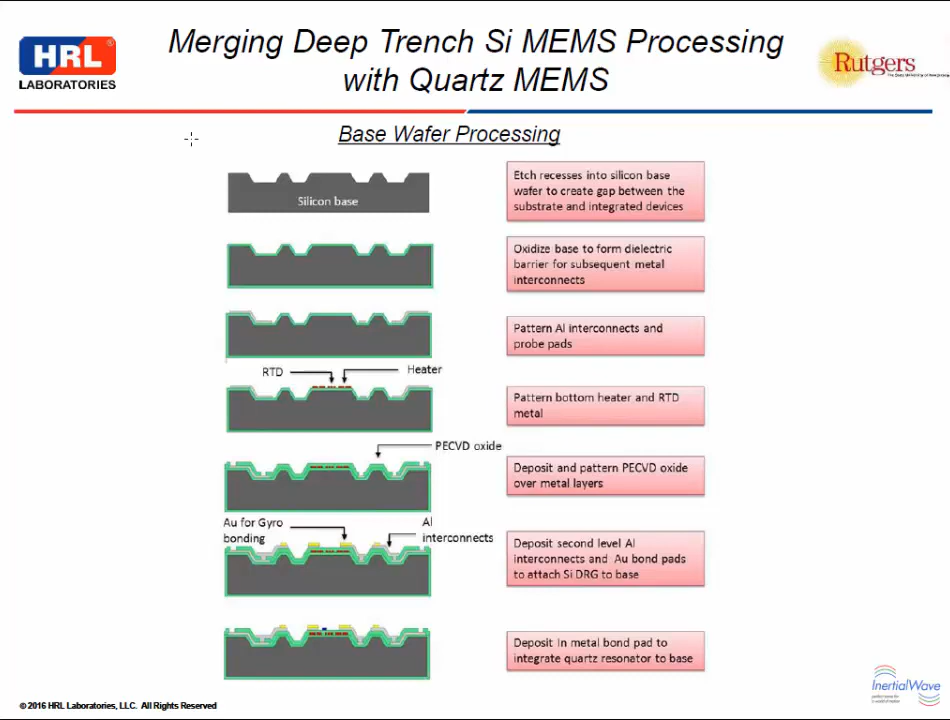 Merging Deep Trench Si MEMS Processing
with Quartz MEMS
HRL
®
LABORATORIES
Rutgers
Base Wafer Processing
Silicon base
Etch recesses into silicon base
wafer to create gap between the
substrate and integrated devices
Oxidize base to form dielectric
barrier for subsequent metal
interconnects
Pattern Al interconnects and
probe pads
RTD
Heater
Pattern bottom heater and RTD
metal
PECVD oxide
Deposit and pattern PECVD oxide
over metal layers
Au for Gyro
bonding
Al
interconnects
Deposit second level Al
interconnects and Au bond pads
to attach Si DRG to base
Deposit In metal bond pad to
integrate quartz resonator to base
InertialWave
© 2016 HRL Laboratories, LLC. All Rights Reserved